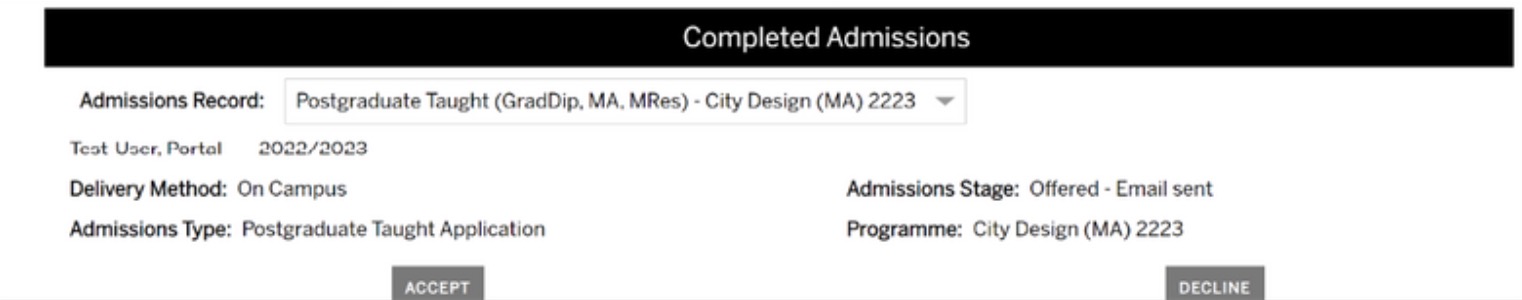 Completed Admissions
Admissions Record: Postgraduate Taught (GradDip, MA, MRes) - City Design (MA) 2223
Test User, Portal 2022/2023
Delivery Method: On Campus Admissions Stage: Offered - Email sent
Admissions Type: Postgraduate Taught Application Programme: City Design (MA) 2223
ACCEPT DECLINE